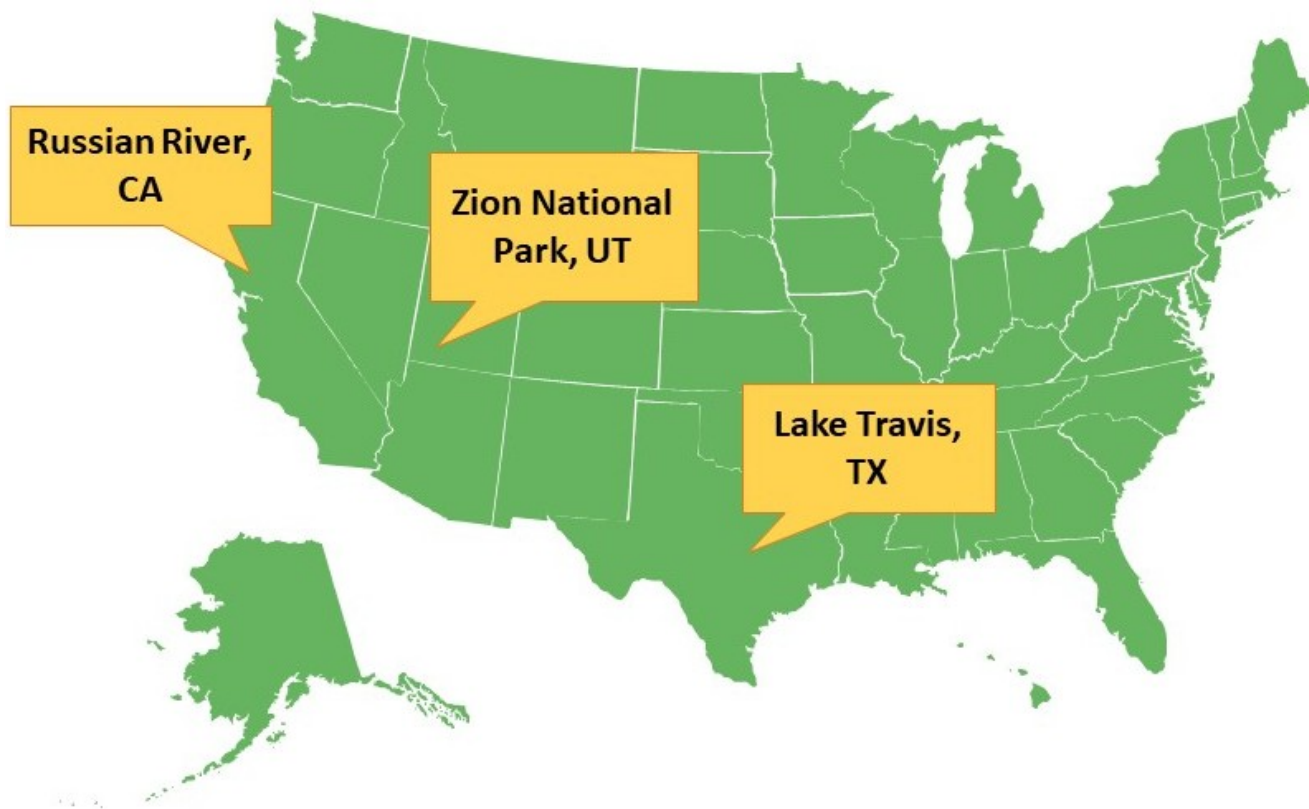 Russian River,
CA
Zion National
Park, UT
Lake Travis,
TX